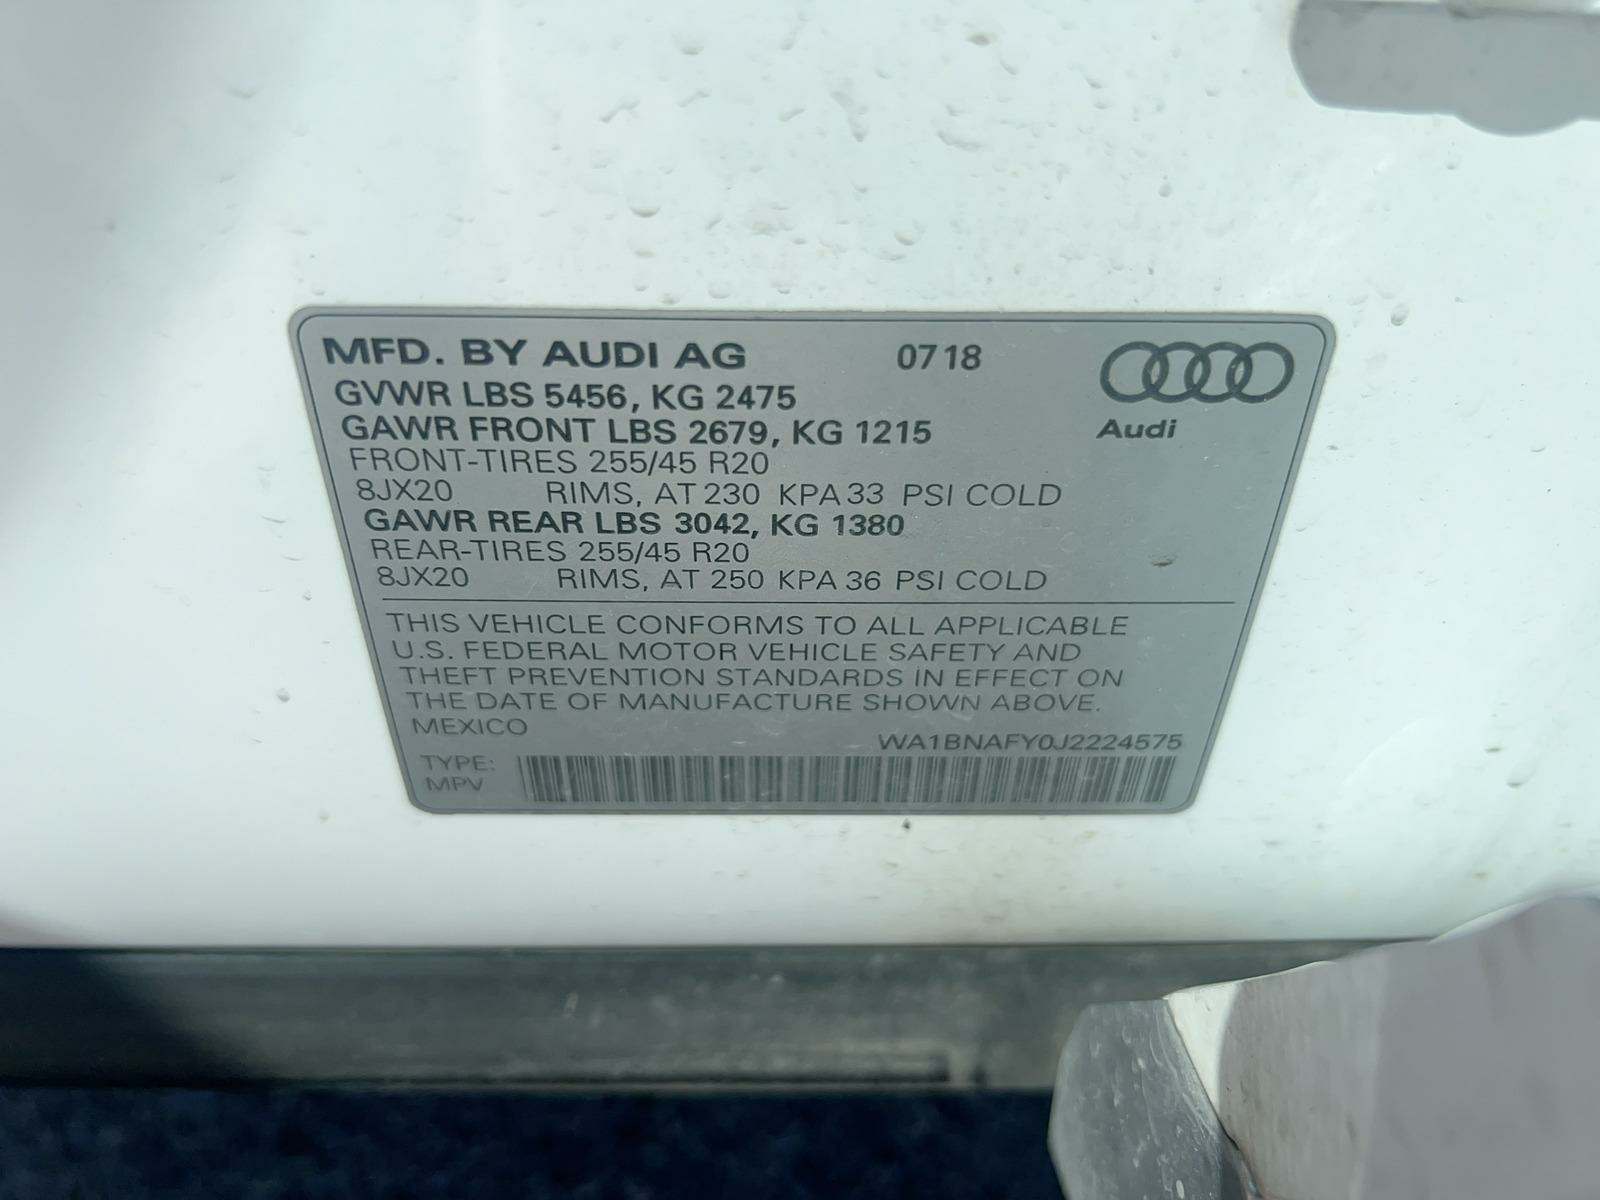 MFD. BY AUDI AG 0718
GVWR LBS 5456, KG 2475
GAWR FRONT LBS 2679, KG 1215
Audi
FRONT-TIRES 255/45 R20
8JX20 RIMS, AT 230 KPA 33 PSI COLD
GAWR REAR LBS 3042, KG 1380
REAR-TIRES 255/45 R20
8JX20 RIMS, AT 250 KPA 36 PSI COLD
THIS VEHICLE CONFORMS TO ALL APPLICABLE
U.S. FEDERAL MOTOR VEHICLE SAFETY AND
THEFT PREVENTION STANDARDS IN EFFECT ON
THE DATE OF MANUFACTURE SHOWN ABOVE.
MEXICO
WA1BNAFY0J2224575
TYPE:
MPV